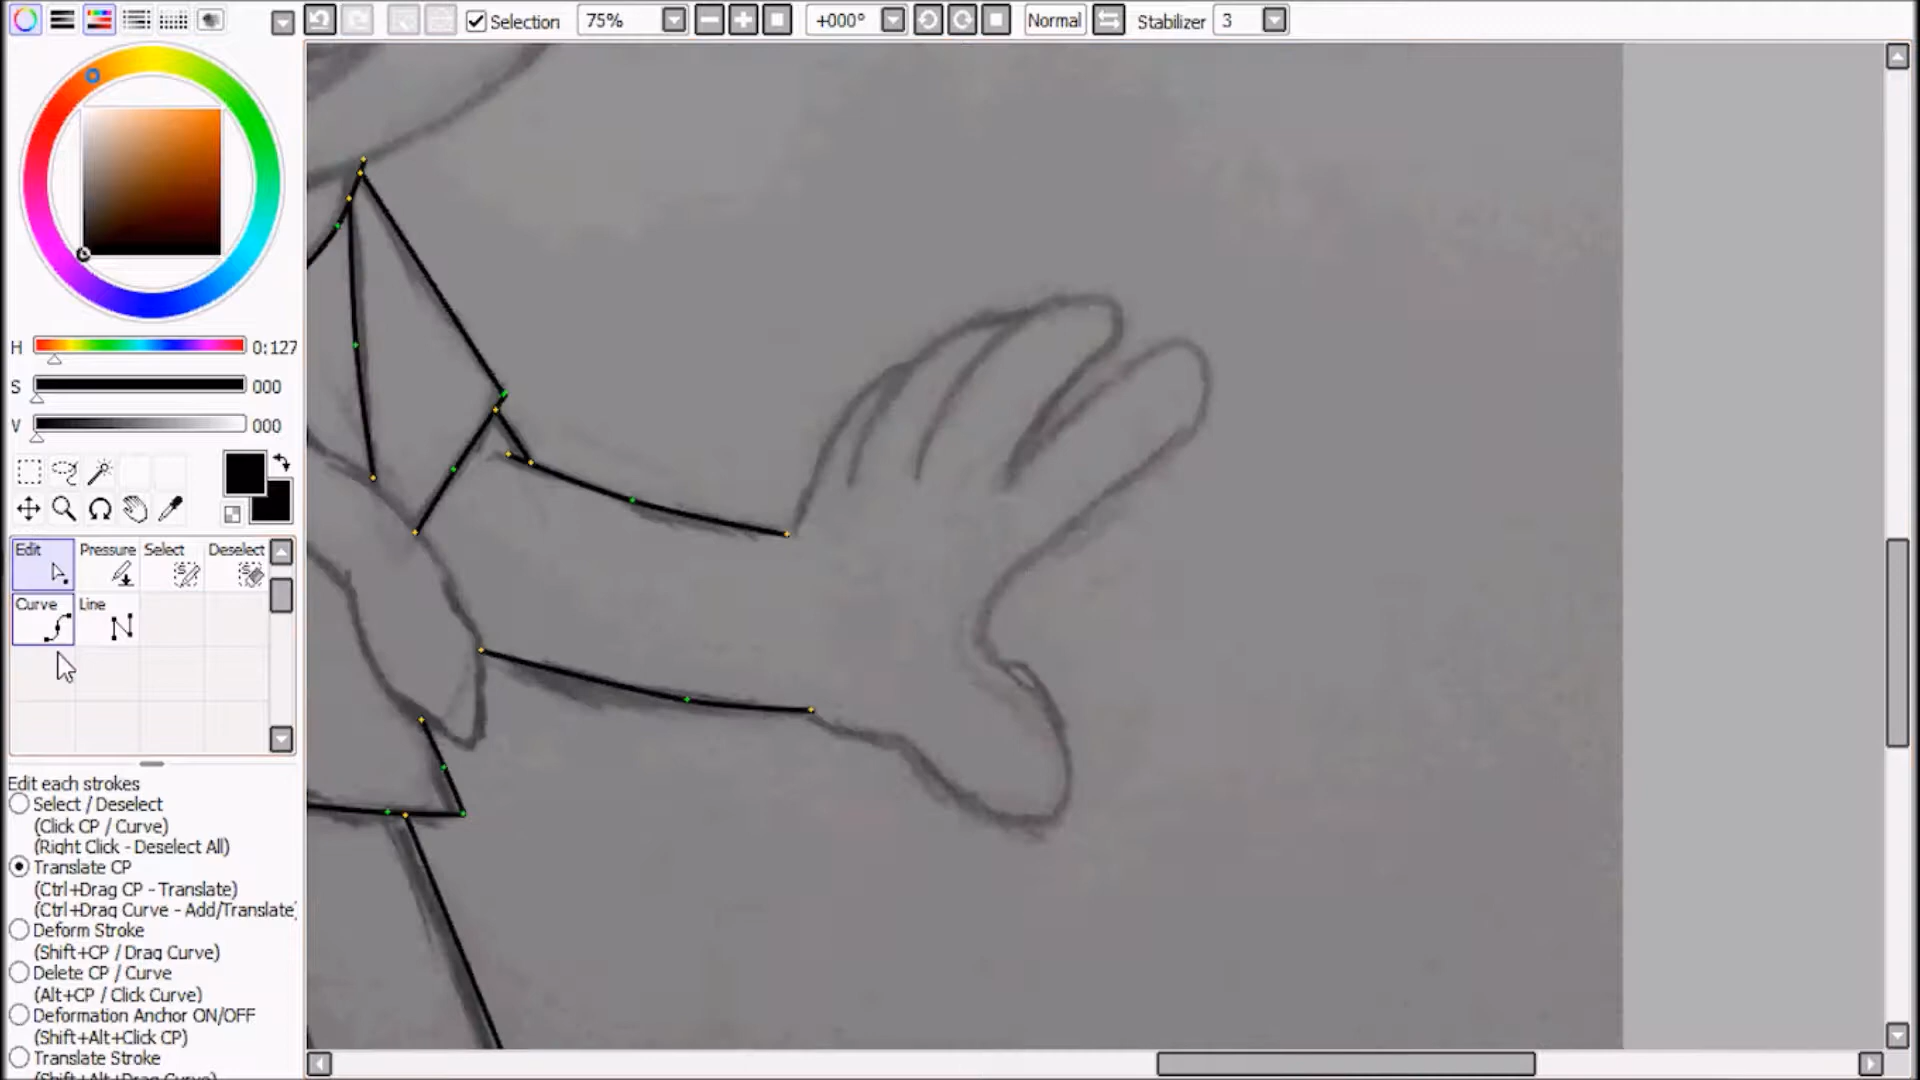 Selection 75% +000° Normal Stabilizer 3
H 0:127
S 000
V 000
Edit Pressure Select Deselect
Curve Line
Edit each strokes
Select / Deselect
(Click CP / Curve)
(Right Click - Deselect All)
Translate CP
(Ctrl+Drag CP - Translate)
(Ctrl+Drag Curve - Add/Translate)
Deform Stroke
(Shift+CP / Drag Curve)
Delete CP / Curve
(Alt+CP / Click Curve)
Deformation Anchor ON/OFF
(Shift+Alt+Click CP)
Translate Stroke
(Shift+Alt+Drag Curve)